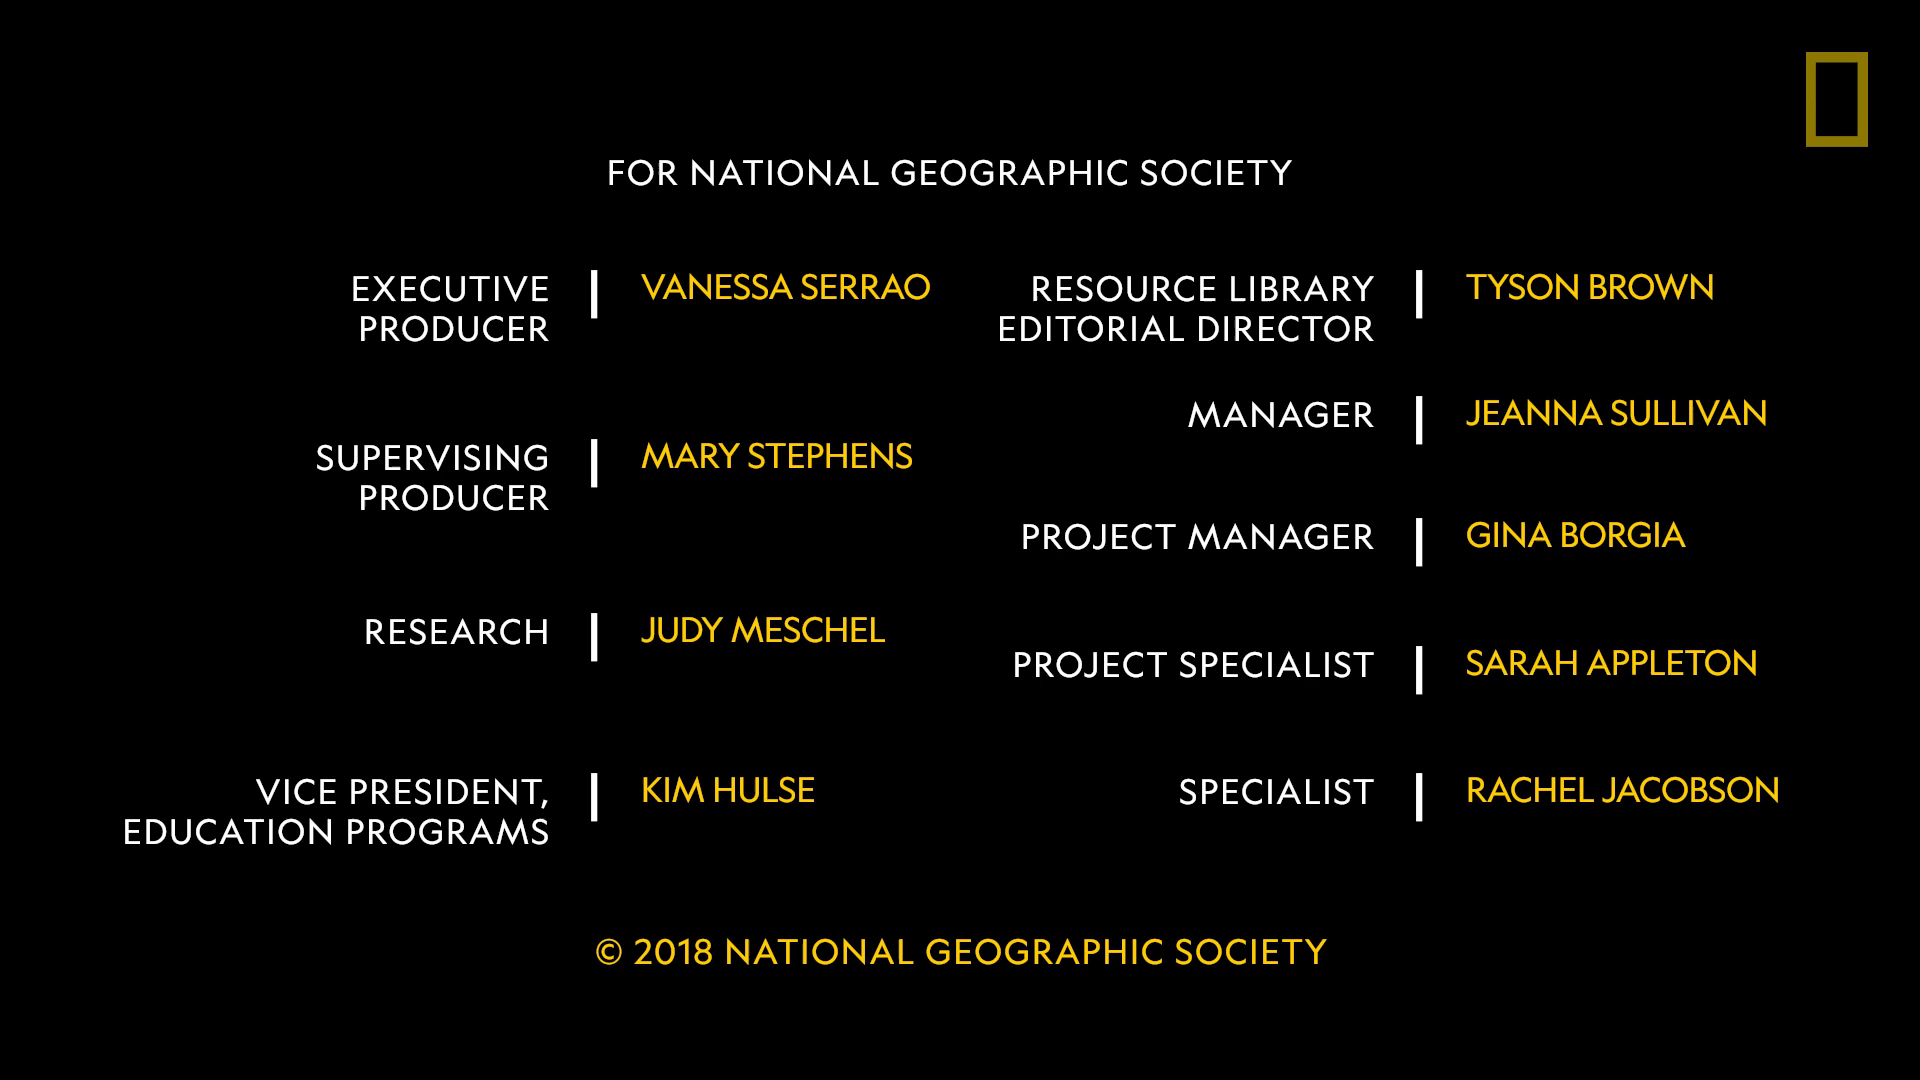 FOR NATIONAL GEOGRAPHIC SOCIETY
EXECUTIVE
PRODUCER
VANESSA SERRAO
SUPERVISING
PRODUCER
MARY STEPHENS
RESEARCH
JUDY MESCHEL
VICE PRESIDENT,
EDUCATION PROGRAMS
KIM HULSE
RESOURCE LIBRARY
EDITORIAL DIRECTOR
TYSON BROWN
MANAGER
JEANNA SULLIVAN
PROJECT MANAGER
GINA BORGIA
PROJECT SPECIALIST
SARAH APPLETON
SPECIALIST
RACHEL JACOBSON
© 2018 NATIONAL GEOGRAPHIC SOCIETY